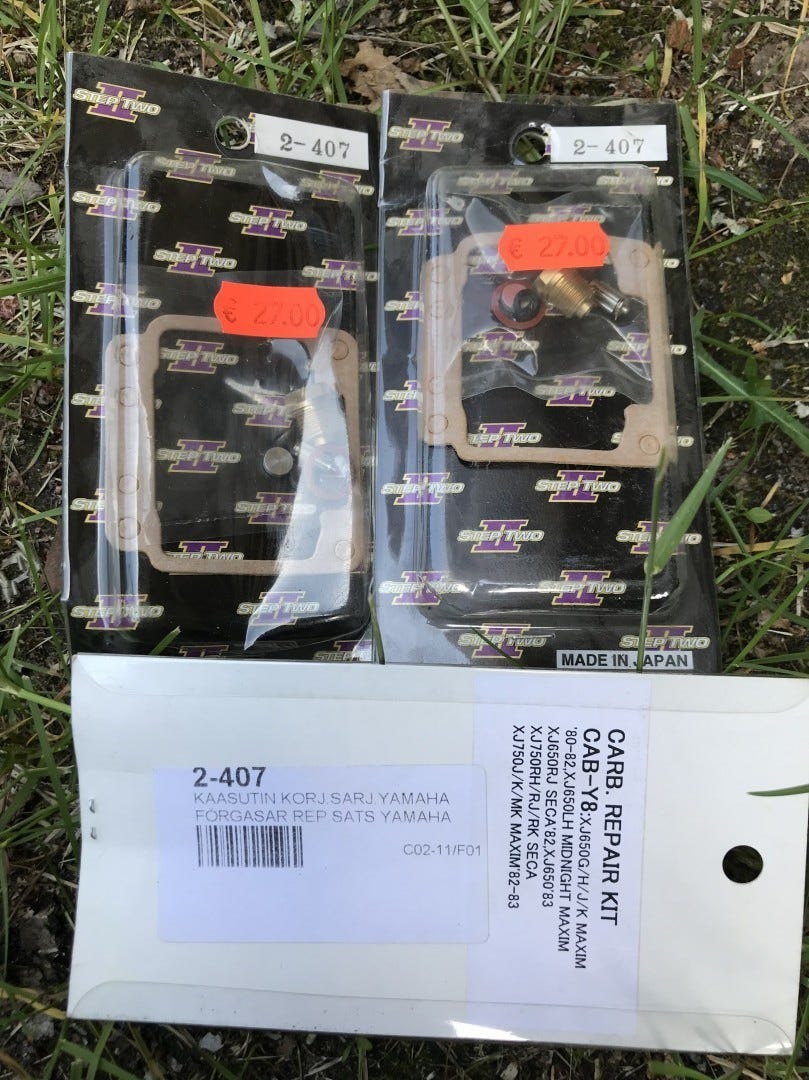 STEP TWO
2-407
€ 27.00
STEP TWO
2-407
€ 27.00
MADE IN JAPAN
2-407
KAASUTIN KORJ.SARJ.YAMAHA
FÖRGASAR REP SATS YAMAHA
C02-11/F01
CARB. REPAIR KIT
CAB-Y8:XJ650G/H/J/K MAXIM
'80-82,XJ650LH MIDNIGHT MAXIM
XJ650RJ SECA'82,XJ650'83
XJ750RH/RJ/RK SECA
XJ750J/K/MK MAXIM'82-83